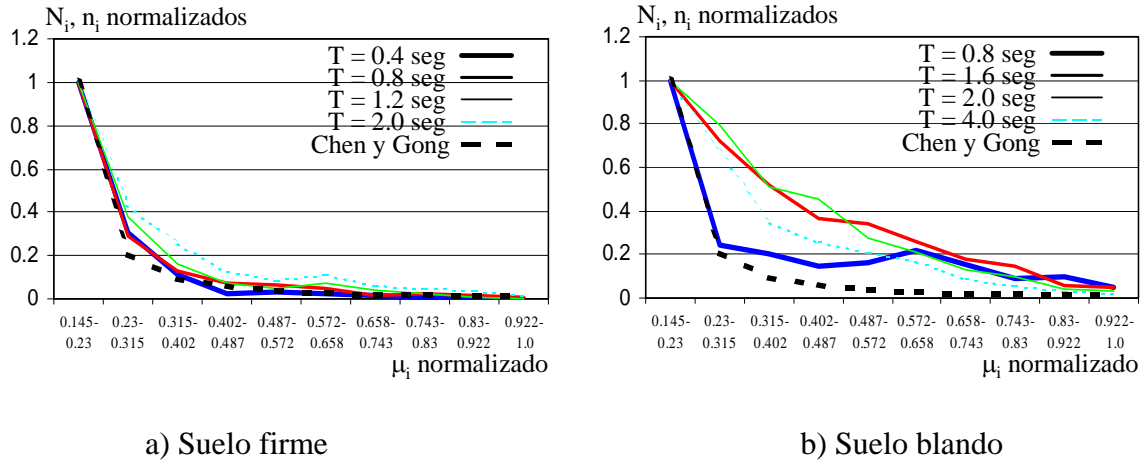 N_i, n_i normalizados
1.2
1
0.8
0.6
0.4
0.2
0
T = 0.4 seg
T = 0.8 seg
T = 1.2 seg
T = 2.0 seg
Chen y Gong
0.145- 0.23- 0.315- 0.402- 0.487- 0.572- 0.658- 0.743- 0.83- 0.922-
0.23 0.315 0.402 0.487 0.572 0.658 0.743 0.83 0.922 1.0
μ_i normalizado
a) Suelo firme
N_i, n_i normalizados
1.2
1
0.8
0.6
0.4
0.2
0
T = 0.8 seg
T = 1.6 seg
T = 2.0 seg
T = 4.0 seg
Chen y Gong
0.145- 0.23- 0.315- 0.402- 0.487- 0.572- 0.658- 0.743- 0.83- 0.922-
0.23 0.315 0.402 0.487 0.572 0.658 0.743 0.83 0.922 1.0
μ_i normalizado
b) Suelo blando